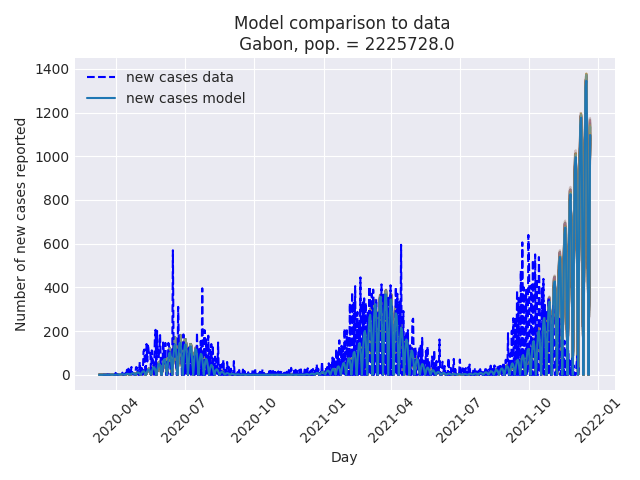 Model comparison to data
Gabon, pop. = 2225728.0
new cases data
new cases model
Number of new cases reported
1400
1200
1000
800
600
400
200
0
2020-04
2020-07
2020-10
2021-01
2021-04
2021-07
2021-10
2022-01
Day